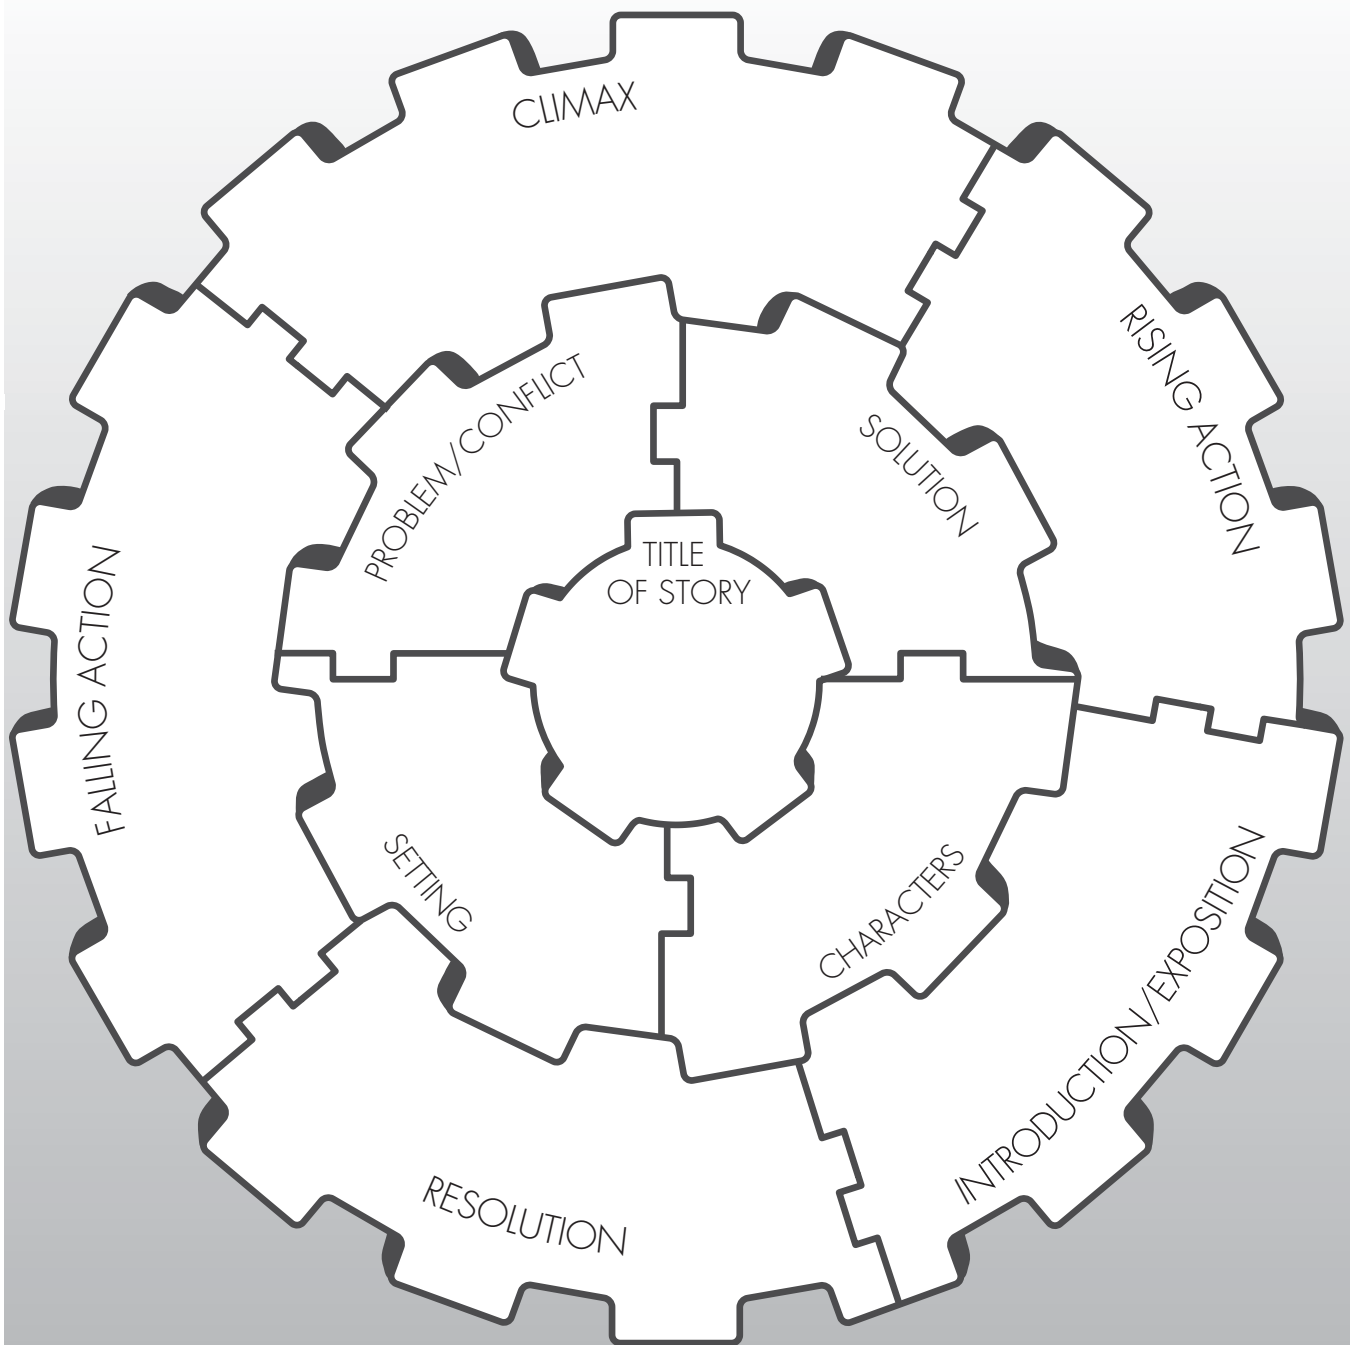 CLIMAX
RISING ACTION
PROBLEM/CONFLICT
SOLUTION
TITLE
OF STORY
FALLING ACTION
SETTING
CHARACTERS
INTRODUCTION/EXPOSITION
RESOLUTION